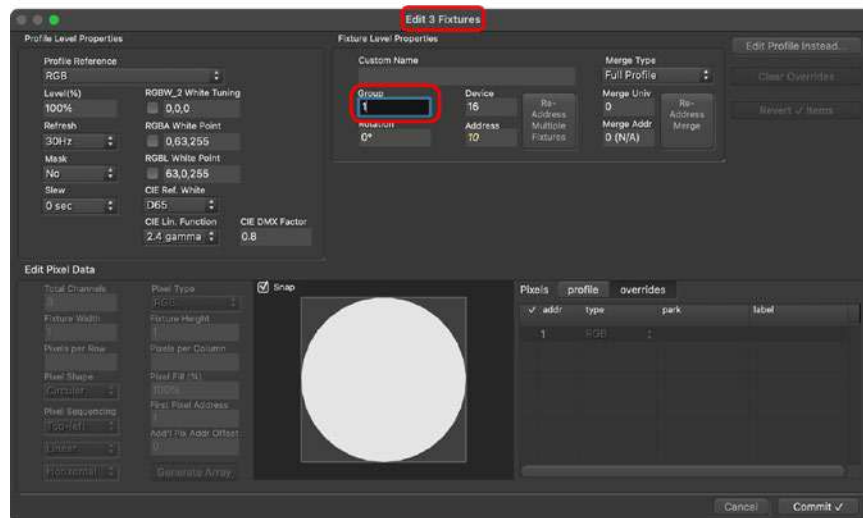 Edit 3 Fixtures
Profile Level Properties
Profile Reference
RGB
Level(%)
100%
RGBW_2 White Tuning
0,0,0
Refresh
30Hz
RGBA White Point
0,63,255
Mask
No
RGBL White Point
63,0,255
Slew
0 sec
CIE Ref. White
D65
CIE Lin. Function
2.4 gamma
CIE DMX Factor
0.8
Fixture Level Properties
Custom Name
Group
1
Device
16
Rotation
0°
Address
10
Re-
Address
Multiple
Fixtures
Merge Type
Full Profile
Merge Univ
0
Merge Addr
0 (N/A)
Re-
Address
Merge
Edit Profile Instead...
Clear Overrides
Revert ✓ Items
Edit Pixel Data
Total Channels
3
Pixel Type
RGB
Fixture Width
1
Fixture Height
1
Pixels per Row
Pixels per Column
Pixel Shape
Circular
Pixel Fill (%)
100%
Pixel Sequencing
Top-left
First Pixel Address
1
Linear
Add'l Pix Addr Offset
0
Horizontal
Generate Array
Snap
Pixels
profile
overrides
✓ addr type park label
1 RGB
Cancel
Commit ✓